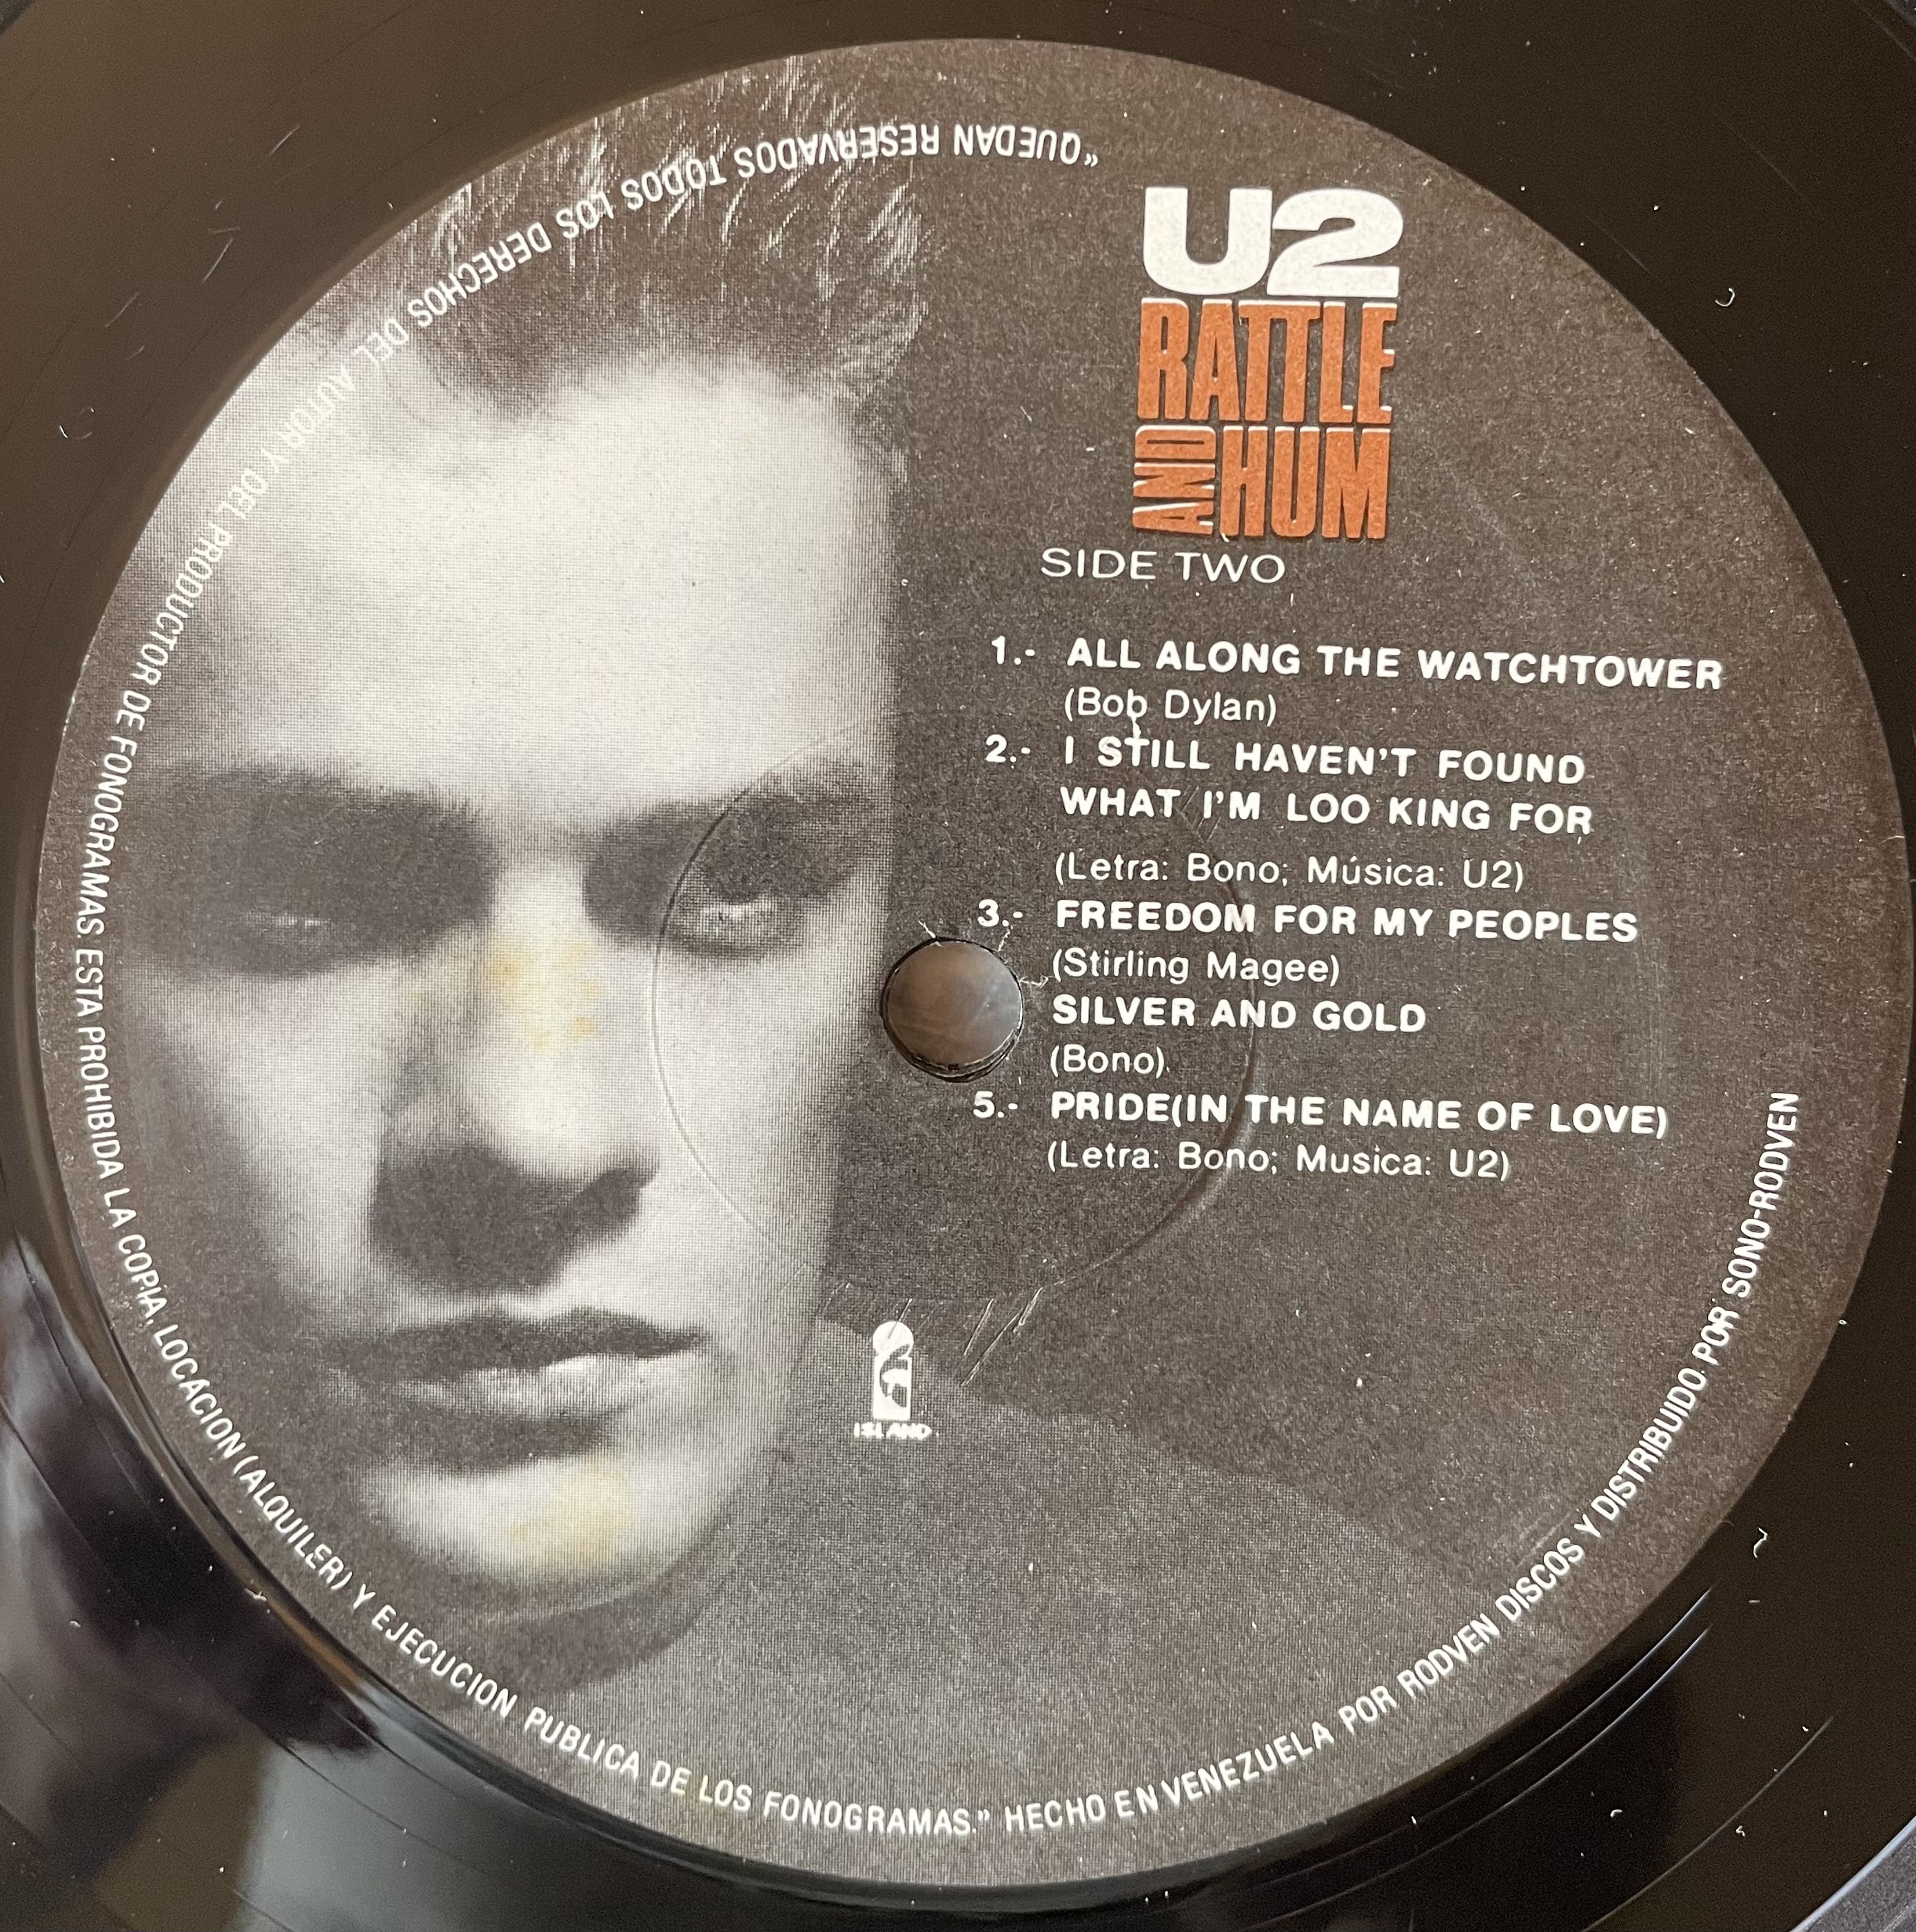 U2
RATTLE
AND HUM
SIDE TWO
1.- ALL ALONG THE WATCHTOWER
(Bob Dylan)
2.- I STILL HAVEN'T FOUND
WHAT I'M LOO KING FOR
(Letra: Bono; Música: U2)
3.- FREEDOM FOR MY PEOPLES
(Stirling Magee)
SILVER AND GOLD
(Bono).
5.- PRIDE(IN THE NAME OF LOVE)
(Letra: Bono; Musica: U2)
ISLAND
"QUEDAN RESERVADOS TODOS LOS DERECHOS DEL AUTOR Y DEL PRODUCTOR DE FONOGRAMAS. ESTA PROHIBIDA LA COPIA, LOCACION (ALQUILER) Y EJECUCION PUBLICA DE LOS FONOGRAMAS." HECHO EN VENEZUELA POR RODVEN DISCOS Y DISTRIBUIDO POR SONO-RODVEN